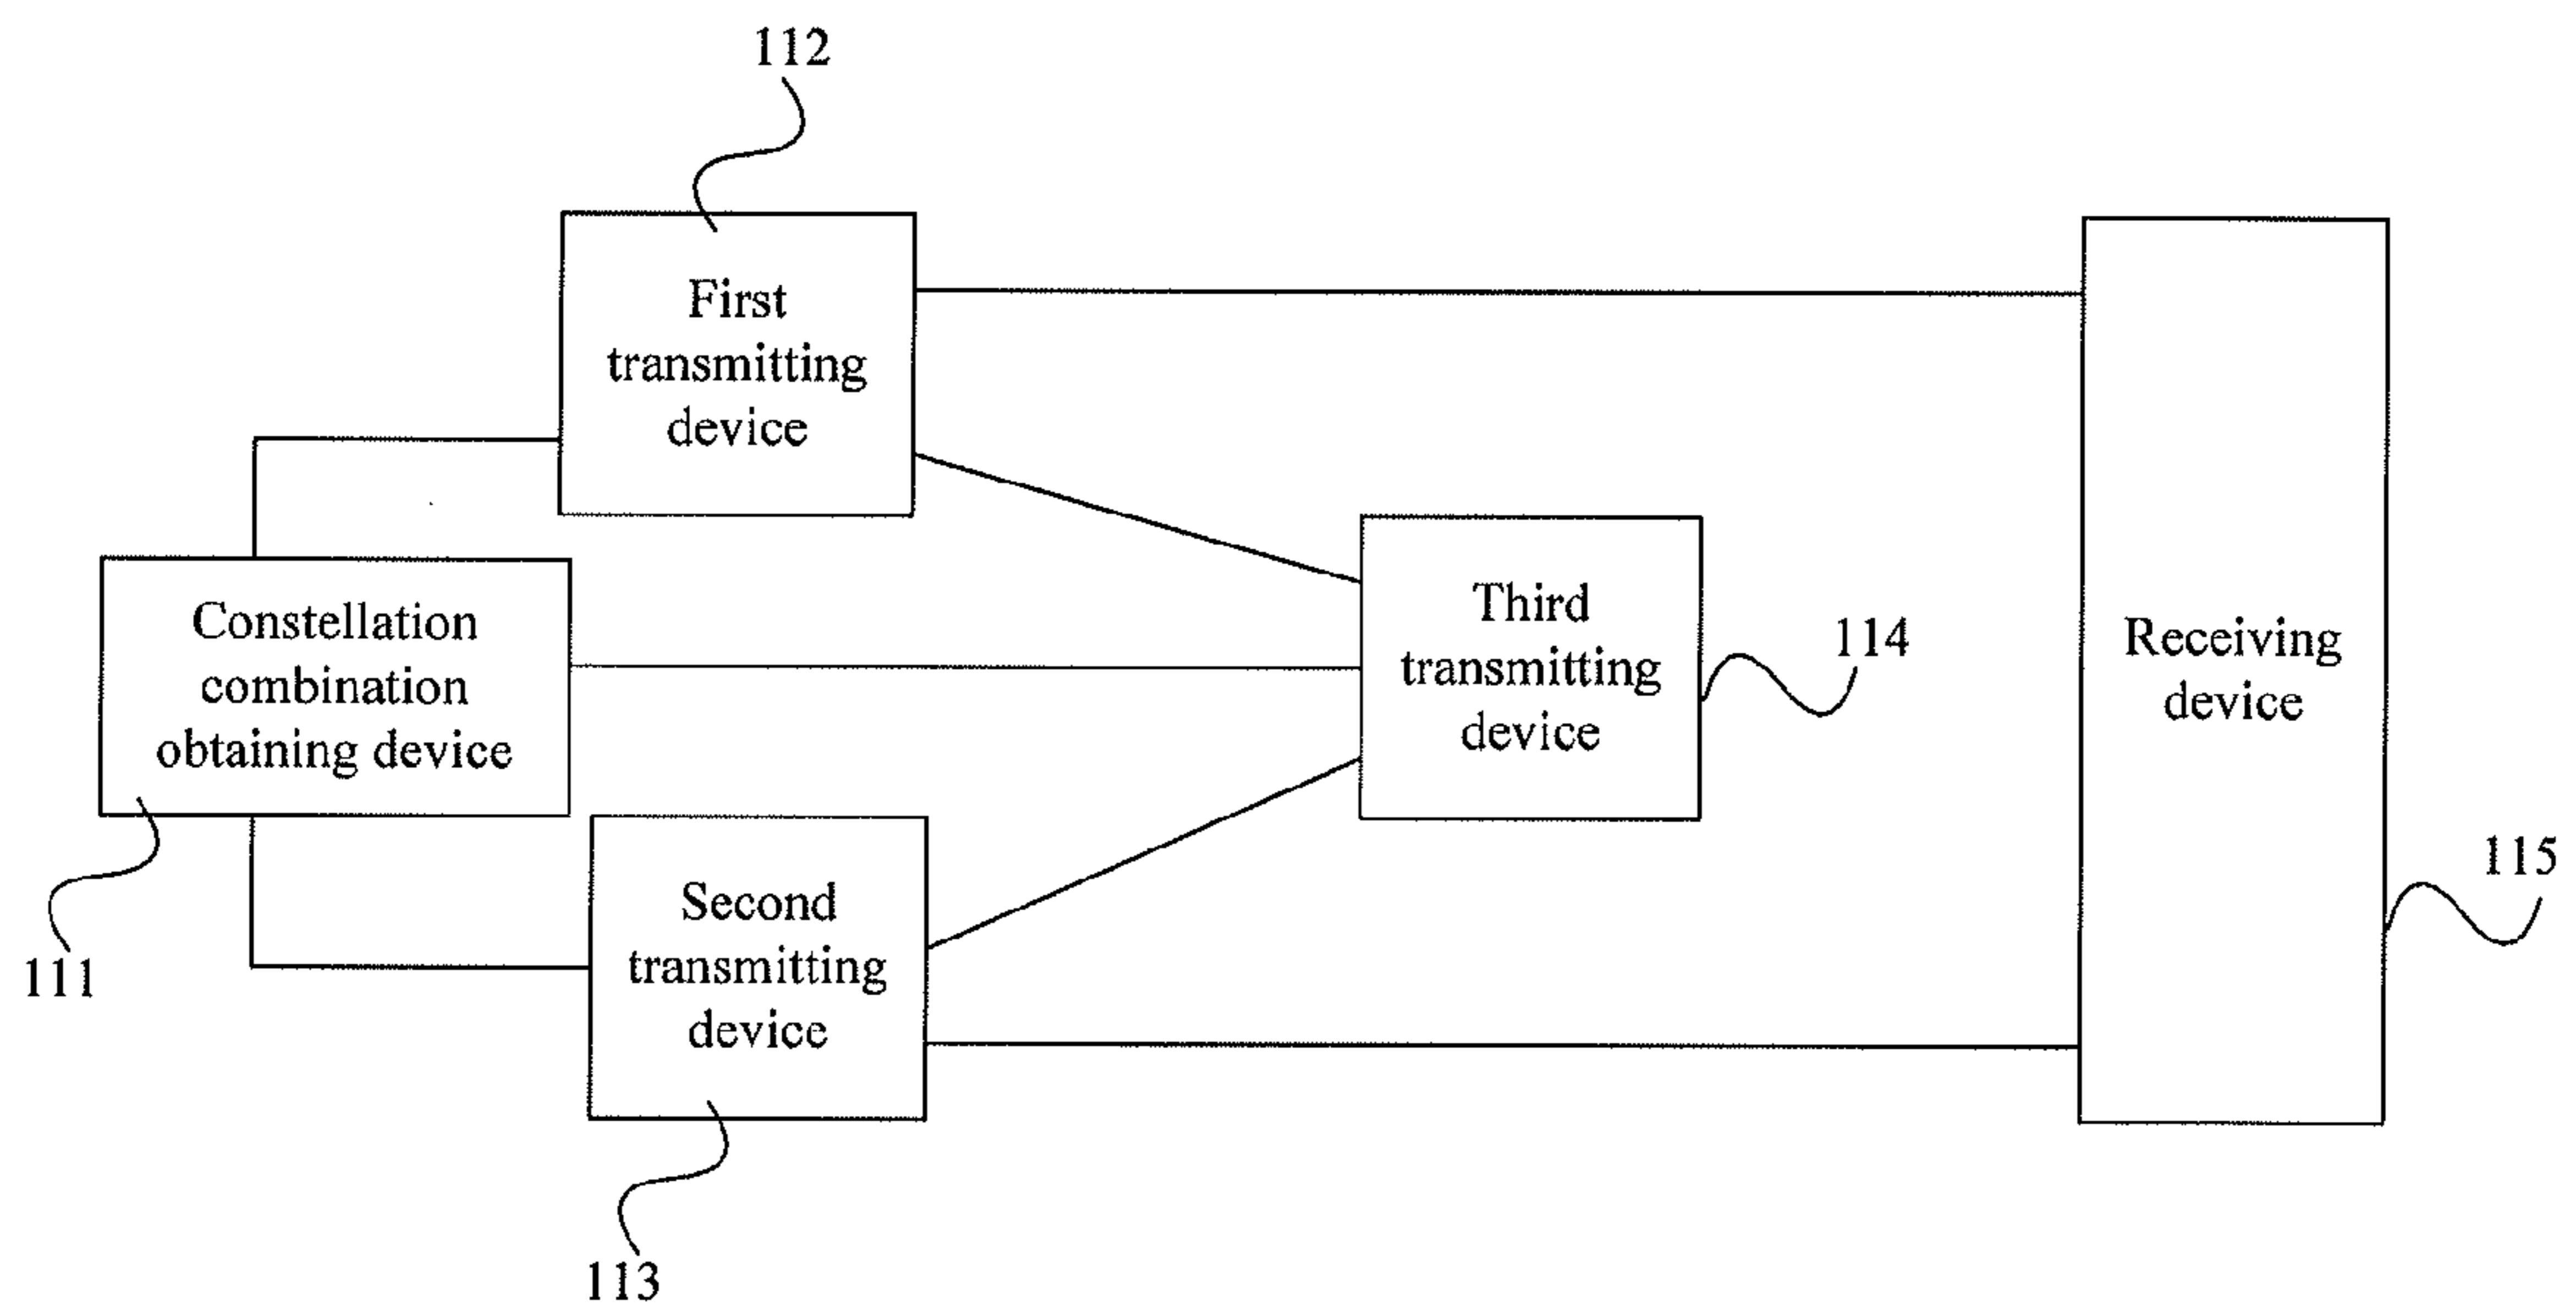 112
First
transmitting
device
Constellation
combination
obtaining device
Third
transmitting
device
114
Receiving
device
115
Second
transmitting
device
111
113